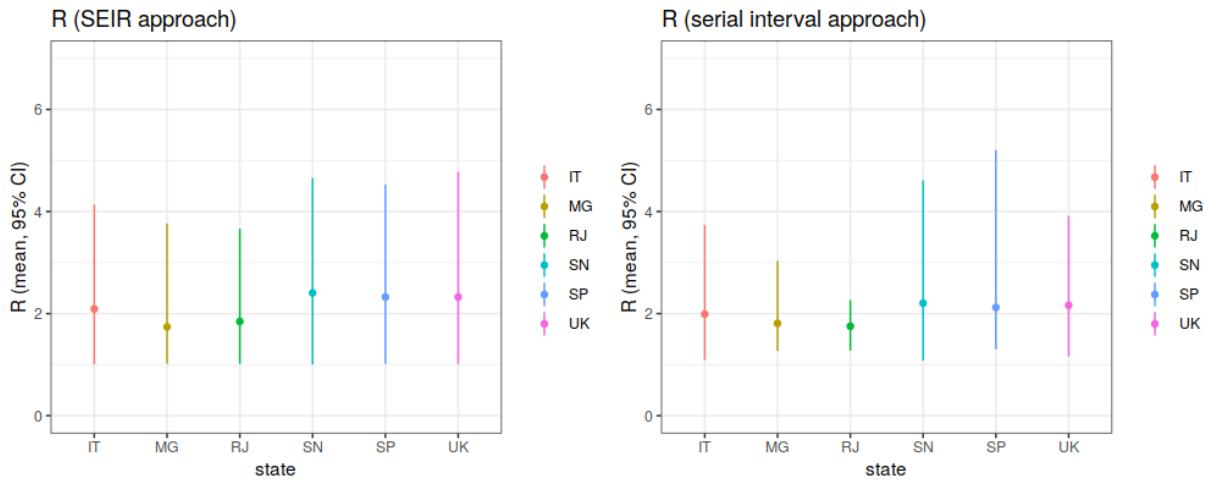 R (SEIR approach)
R (mean, 95% CI)
6
4
2
0
IT MG RJ SN SP UK
state
IT
MG
RJ
SN
SP
UK
R (serial interval approach)
R (mean, 95% CI)
6
4
2
0
IT MG RJ SN SP UK
state
IT
MG
RJ
SN
SP
UK